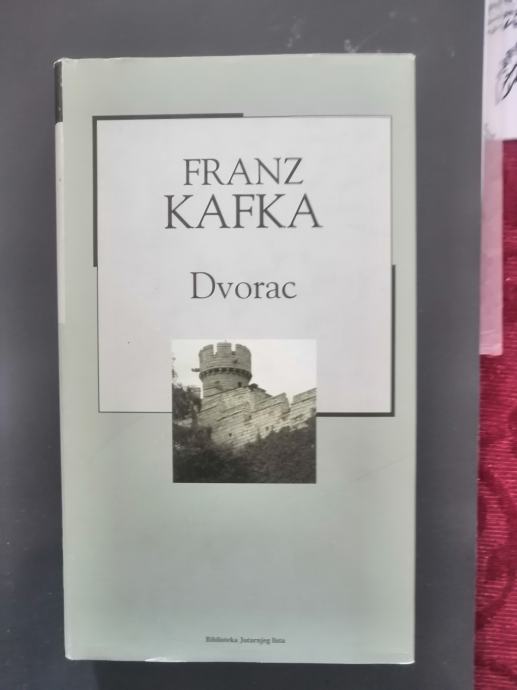 FRANZ
KAFKA
Dvorac
Biblioteka Jutarnjeg lista